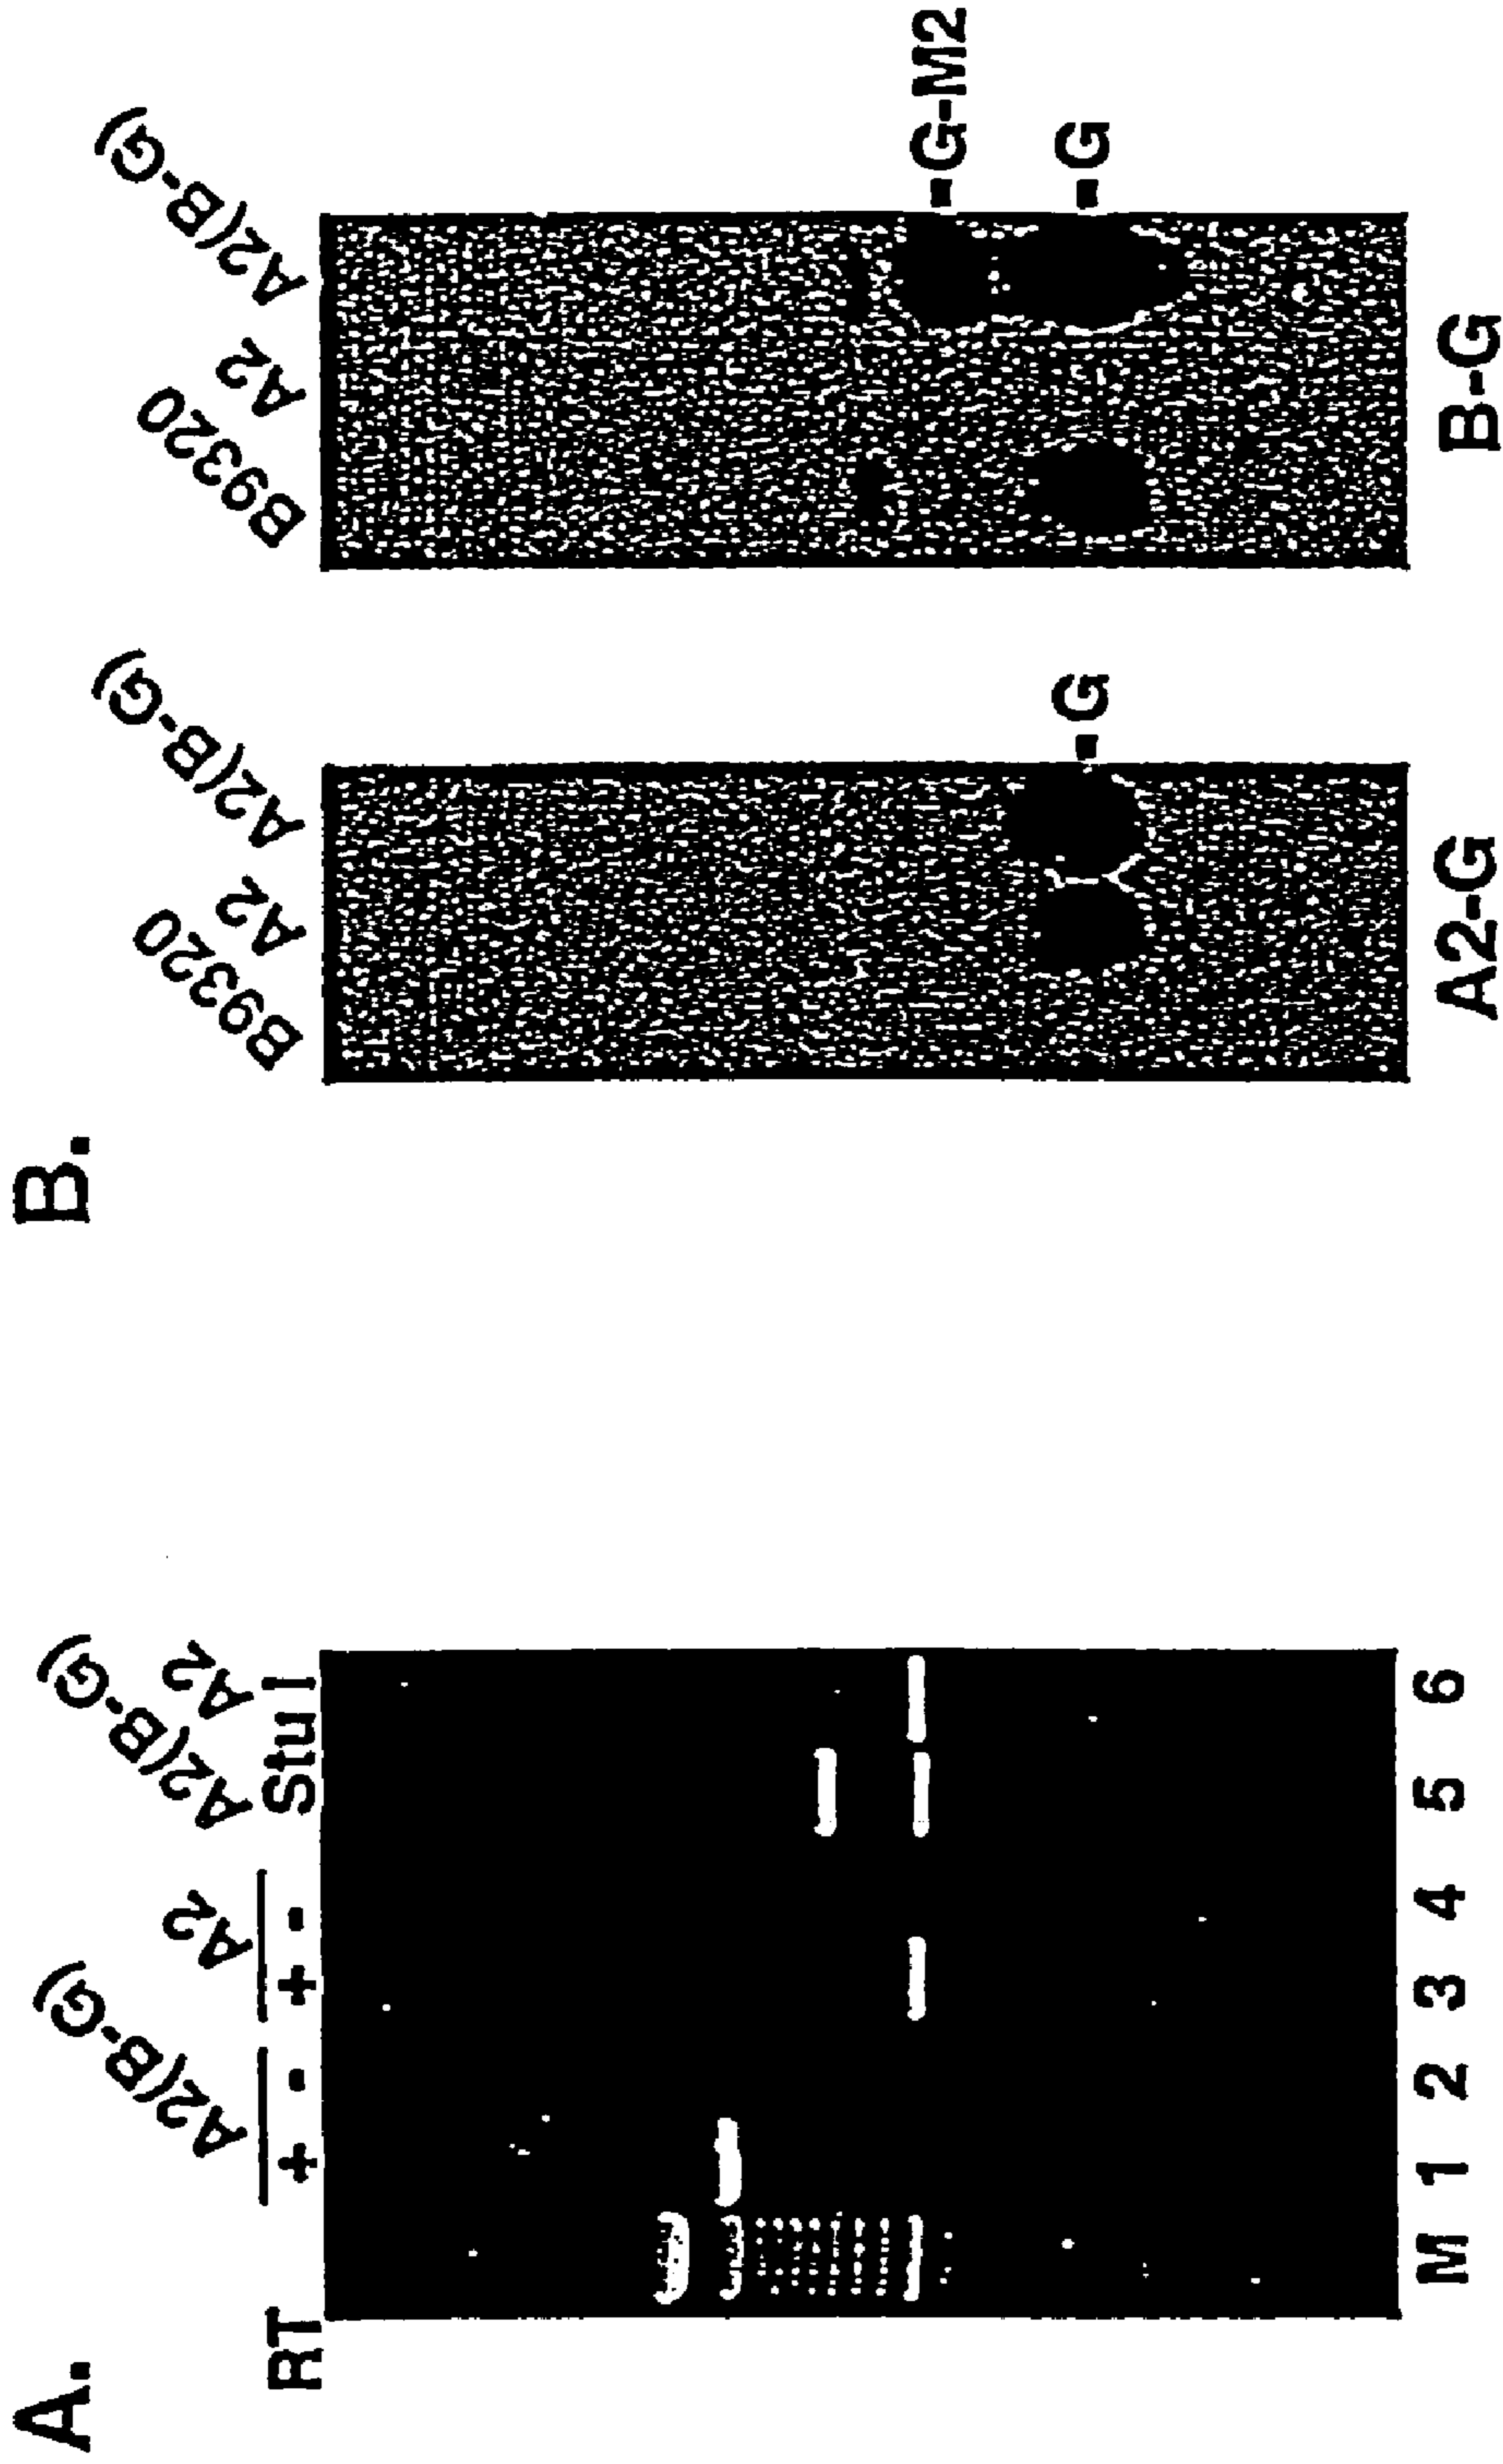 A.
A2(B-G) A2 A2(B-G) A2
RT + - + - Stu I
M 1 2 3 4 5 6
B.
B9320 A2 A2(B-G) B9320 A2 A2(B-G)
-G -G-M2
-G
A2-G B-G